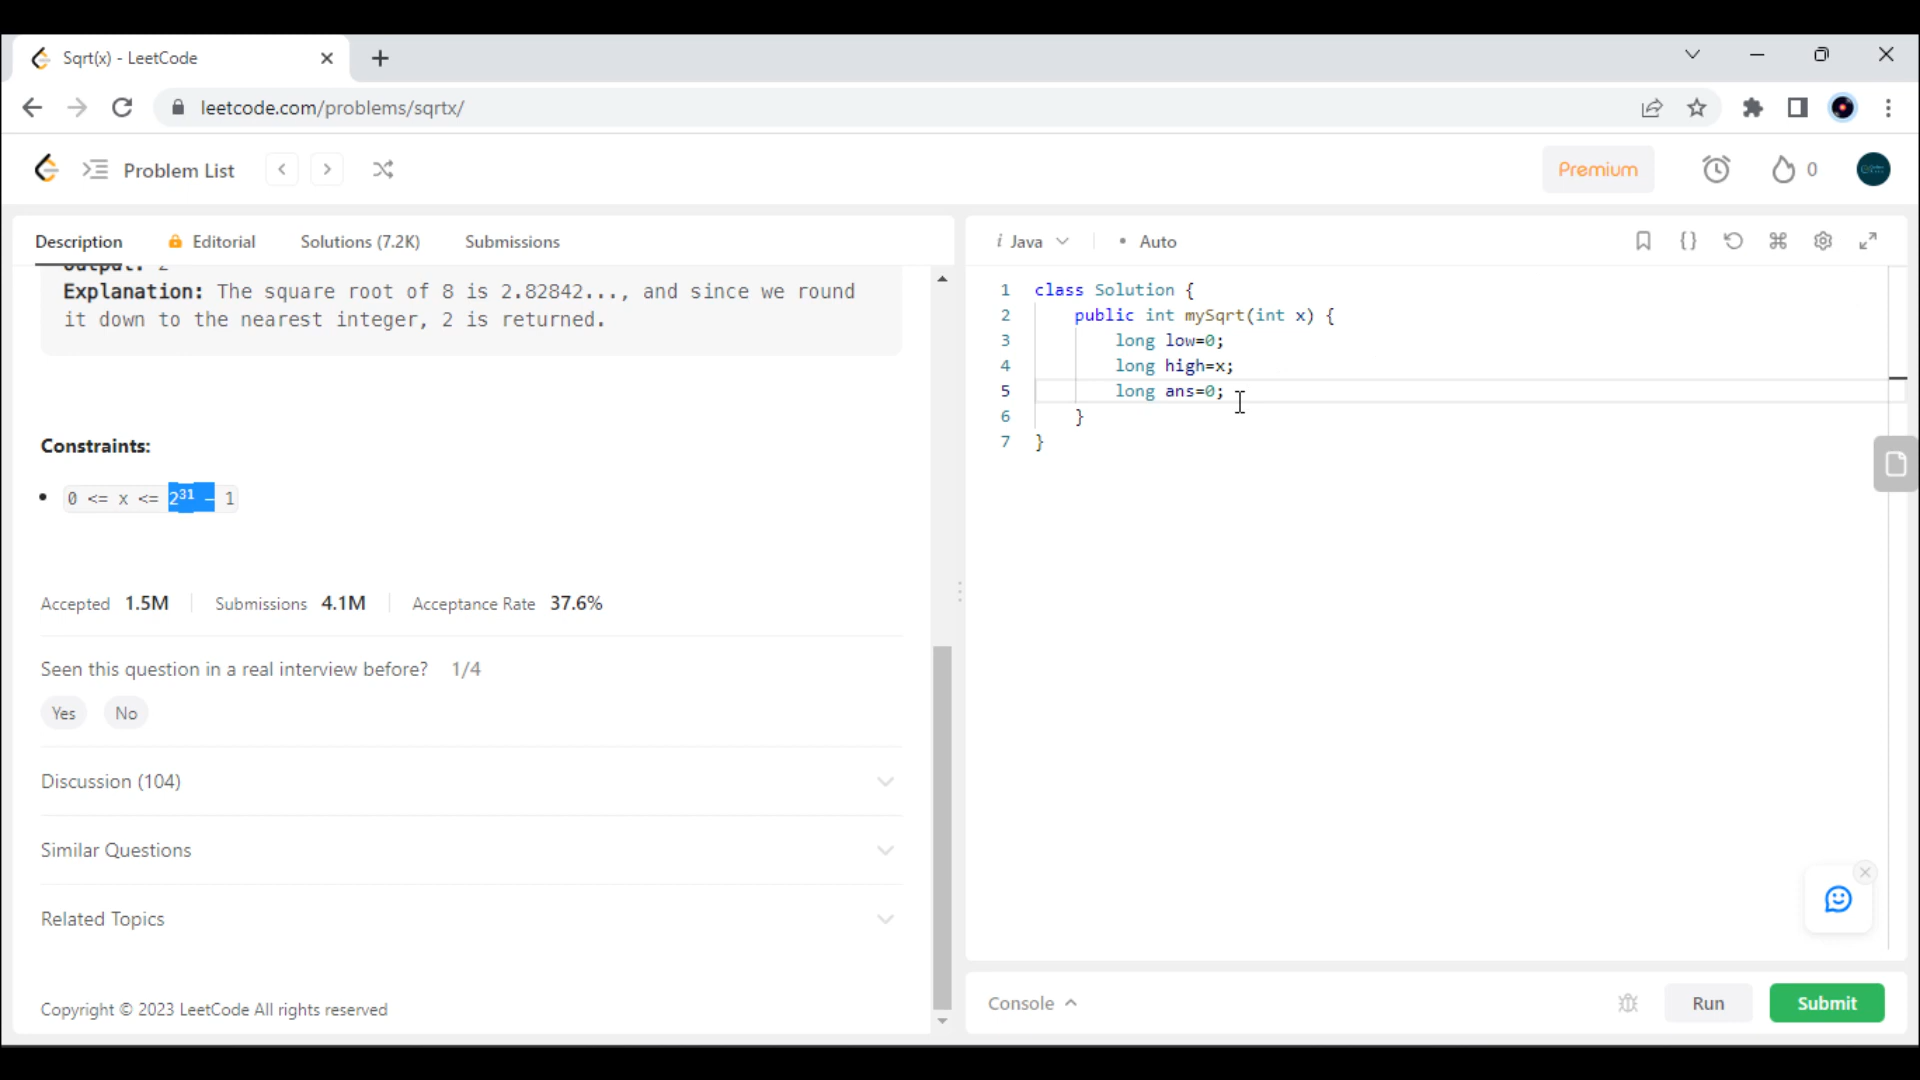 Sqrt(x) - LeetCode
leetcode.com/problems/sqrtx/
Problem List
Premium
0
Description
Editorial
Solutions (7.2K)
Submissions
Output: 2
Explanation: The square root of 8 is 2.82842..., and since we round
it down to the nearest integer, 2 is returned.
Constraints:
• 0 <= x <= 2³¹ - 1
Accepted 1.5M
Submissions 4.1M
Acceptance Rate 37.6%
Seen this question in a real interview before? 1/4
Yes
No
Discussion (104)
Similar Questions
Related Topics
Copyright © 2023 LeetCode All rights reserved
i Java
• Auto
1 class Solution {
2 public int mySqrt(int x) {
3 long low=0;
4 long high=x;
5 long ans=0;
6 }
7 }
Console
Run
Submit